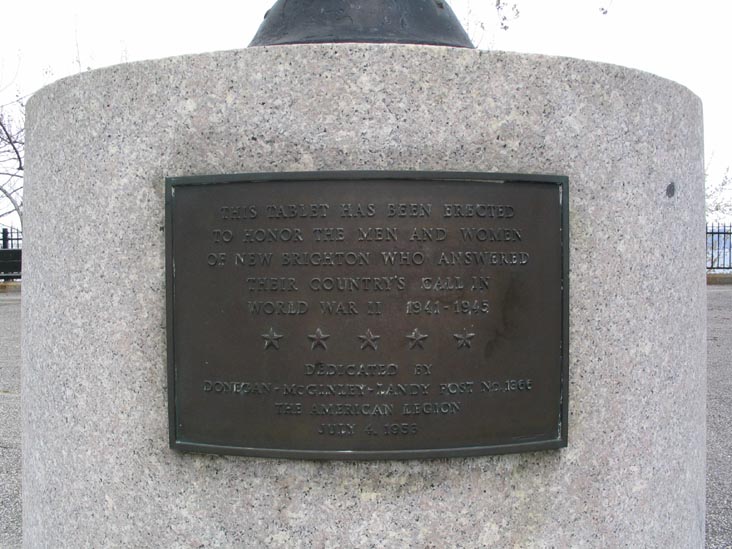 THIS TABLET HAS BEEN ERECTED
TO HONOR THE MEN AND WOMEN
OF NEW BRIGHTON WHO ANSWERED
THEIR COUNTRY'S CALL IN
WORLD WAR II 1941-1945
DEDICATED BY
DONEGAN-MCGINLEY-LANDY POST No. 1366
THE AMERICAN LEGION
JULY 4, 1956